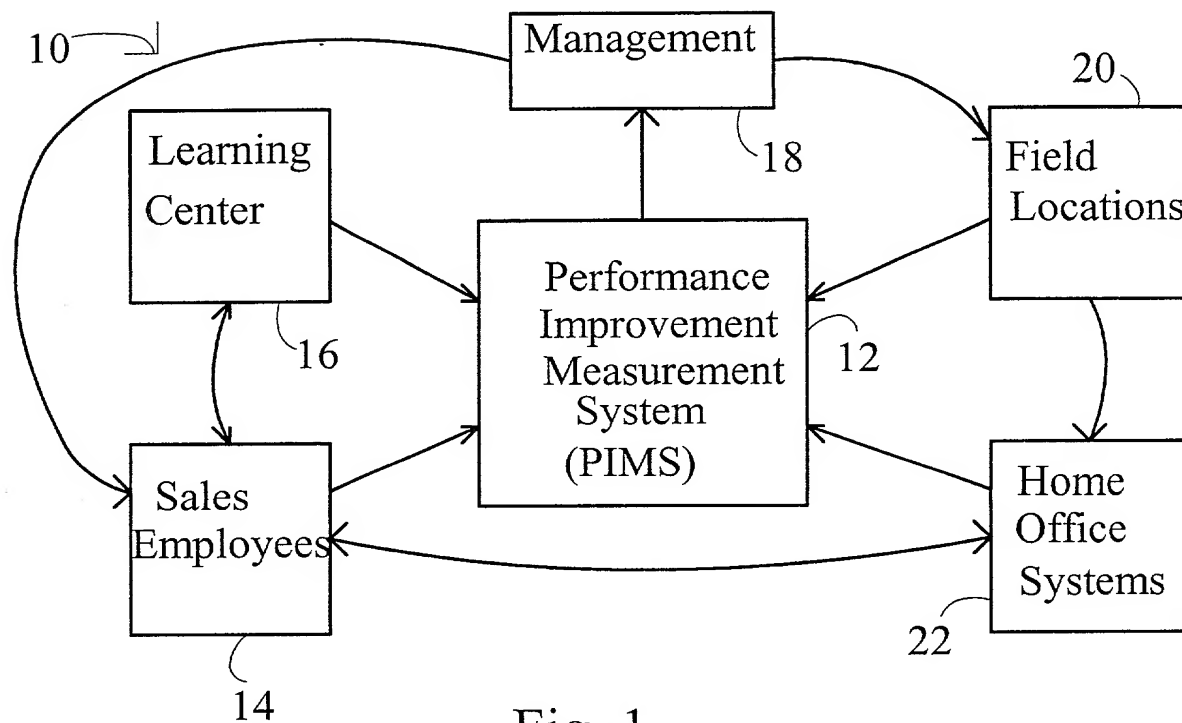 10
Management
18
20
Learning
Center
16
Field
Locations
Performance
Improvement
Measurement
System
(PIMS)
12
Sales
Employees
14
Home
Office
Systems
22
Fig. 1